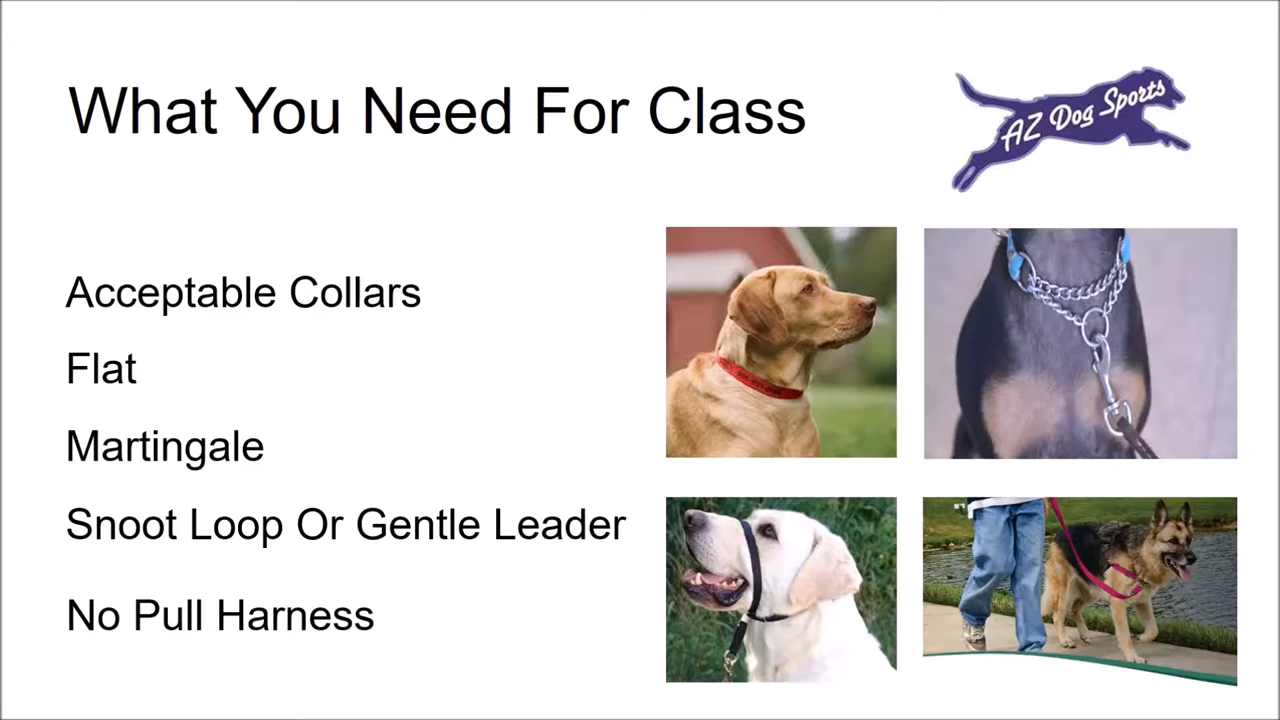 What You Need For Class
AZ Dog Sports
Acceptable Collars
Flat
Martingale
Snoot Loop Or Gentle Leader
No Pull Harness